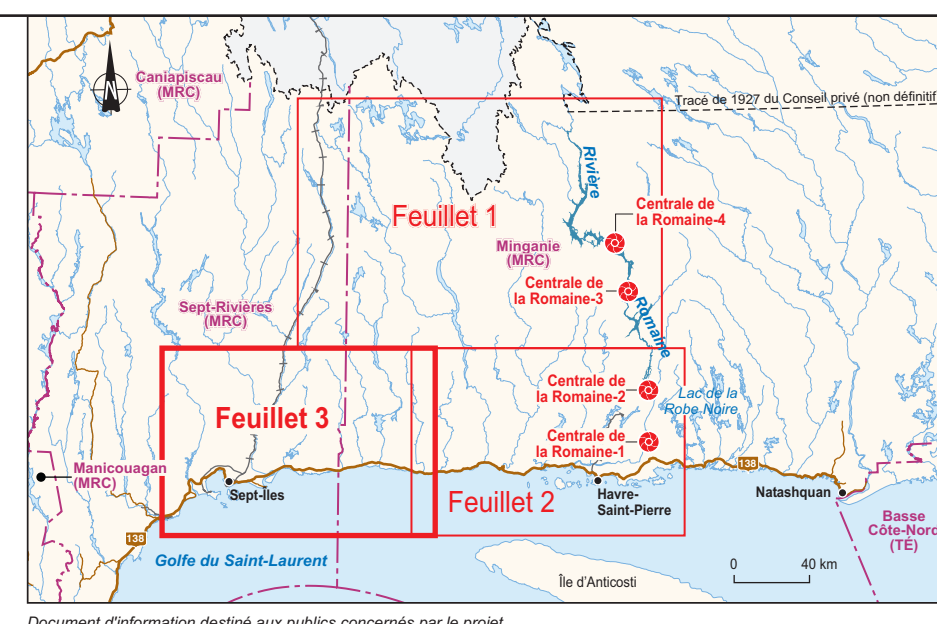 N
Caniapiscau
(MRC)
Tracé de 1927 du Conseil privé (non définitif
Rivière
Feuillet 1
Centrale de
la Romaine-4
Minganie
(MRC)
Centrale de
la Romaine-3
Sept-Rivières
(MRC)
Romaine
Feuillet 3
Centrale de
la Romaine-2
Lac de la
Robe Noire
Centrale de
la Romaine-1
Manicouagan
(MRC)
138
Sept-Îles
Feuillet 2
Havre-
Saint-Pierre
Natashquan
Basse
Côte-Nord
(TÉ)
138
Golfe du Saint-Laurent
Île d'Anticosti
0 40 km
Document d'information destiné aux publics concernés par le projet